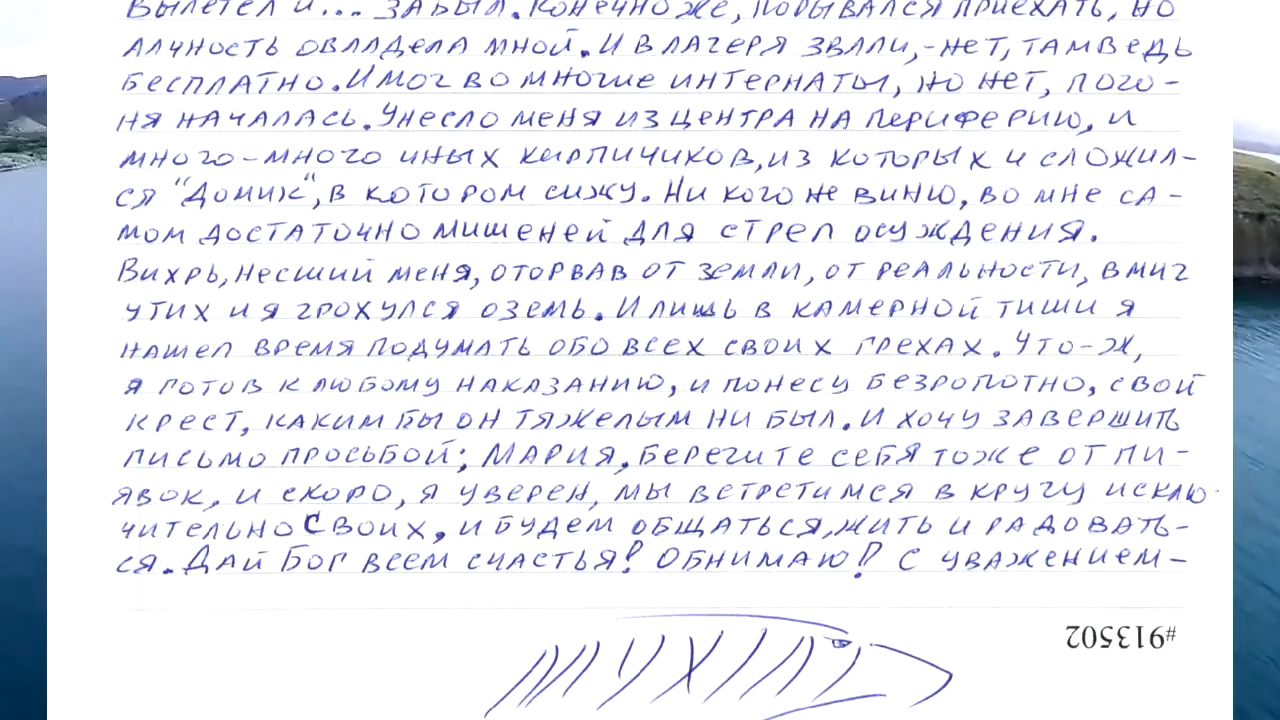 Вылетел и... забыл. Конечно же, порывался приехать, но
алчность овладела мной. И в лагеря звали,-нет, там ведь
бесплатно. И мог во многие интернаты, но нет, пого-
ня началась. Унесло меня из центра на периферию, и
много-много иных кирпичиков, из которых и сложил-
ся "Домик", в котором сижу. Ни кого не виню, во мне са-
мом достаточно мишеней для стрел осуждения.
Вихрь, несший меня, оторвав от земли, от реальности, в миг
утих и я грохнулся оземь. И лишь в камерной тиши я
нашел время подумать обо всех своих грехах. Что-ж,
я готов к любому наказанию, и понесу безропотно, свой
крест, каким бы он тяжелым ни был. И хочу завершить
письмо просьбой; Мария, берегите себя тоже от пи-
явок, и скоро, я уверен, мы встретимся в кругу исклю-
чительно своих, и будем общаться, жить и радовать-
ся. Дай Бог всем счастья! Обнимаю! С уважением-
#913502